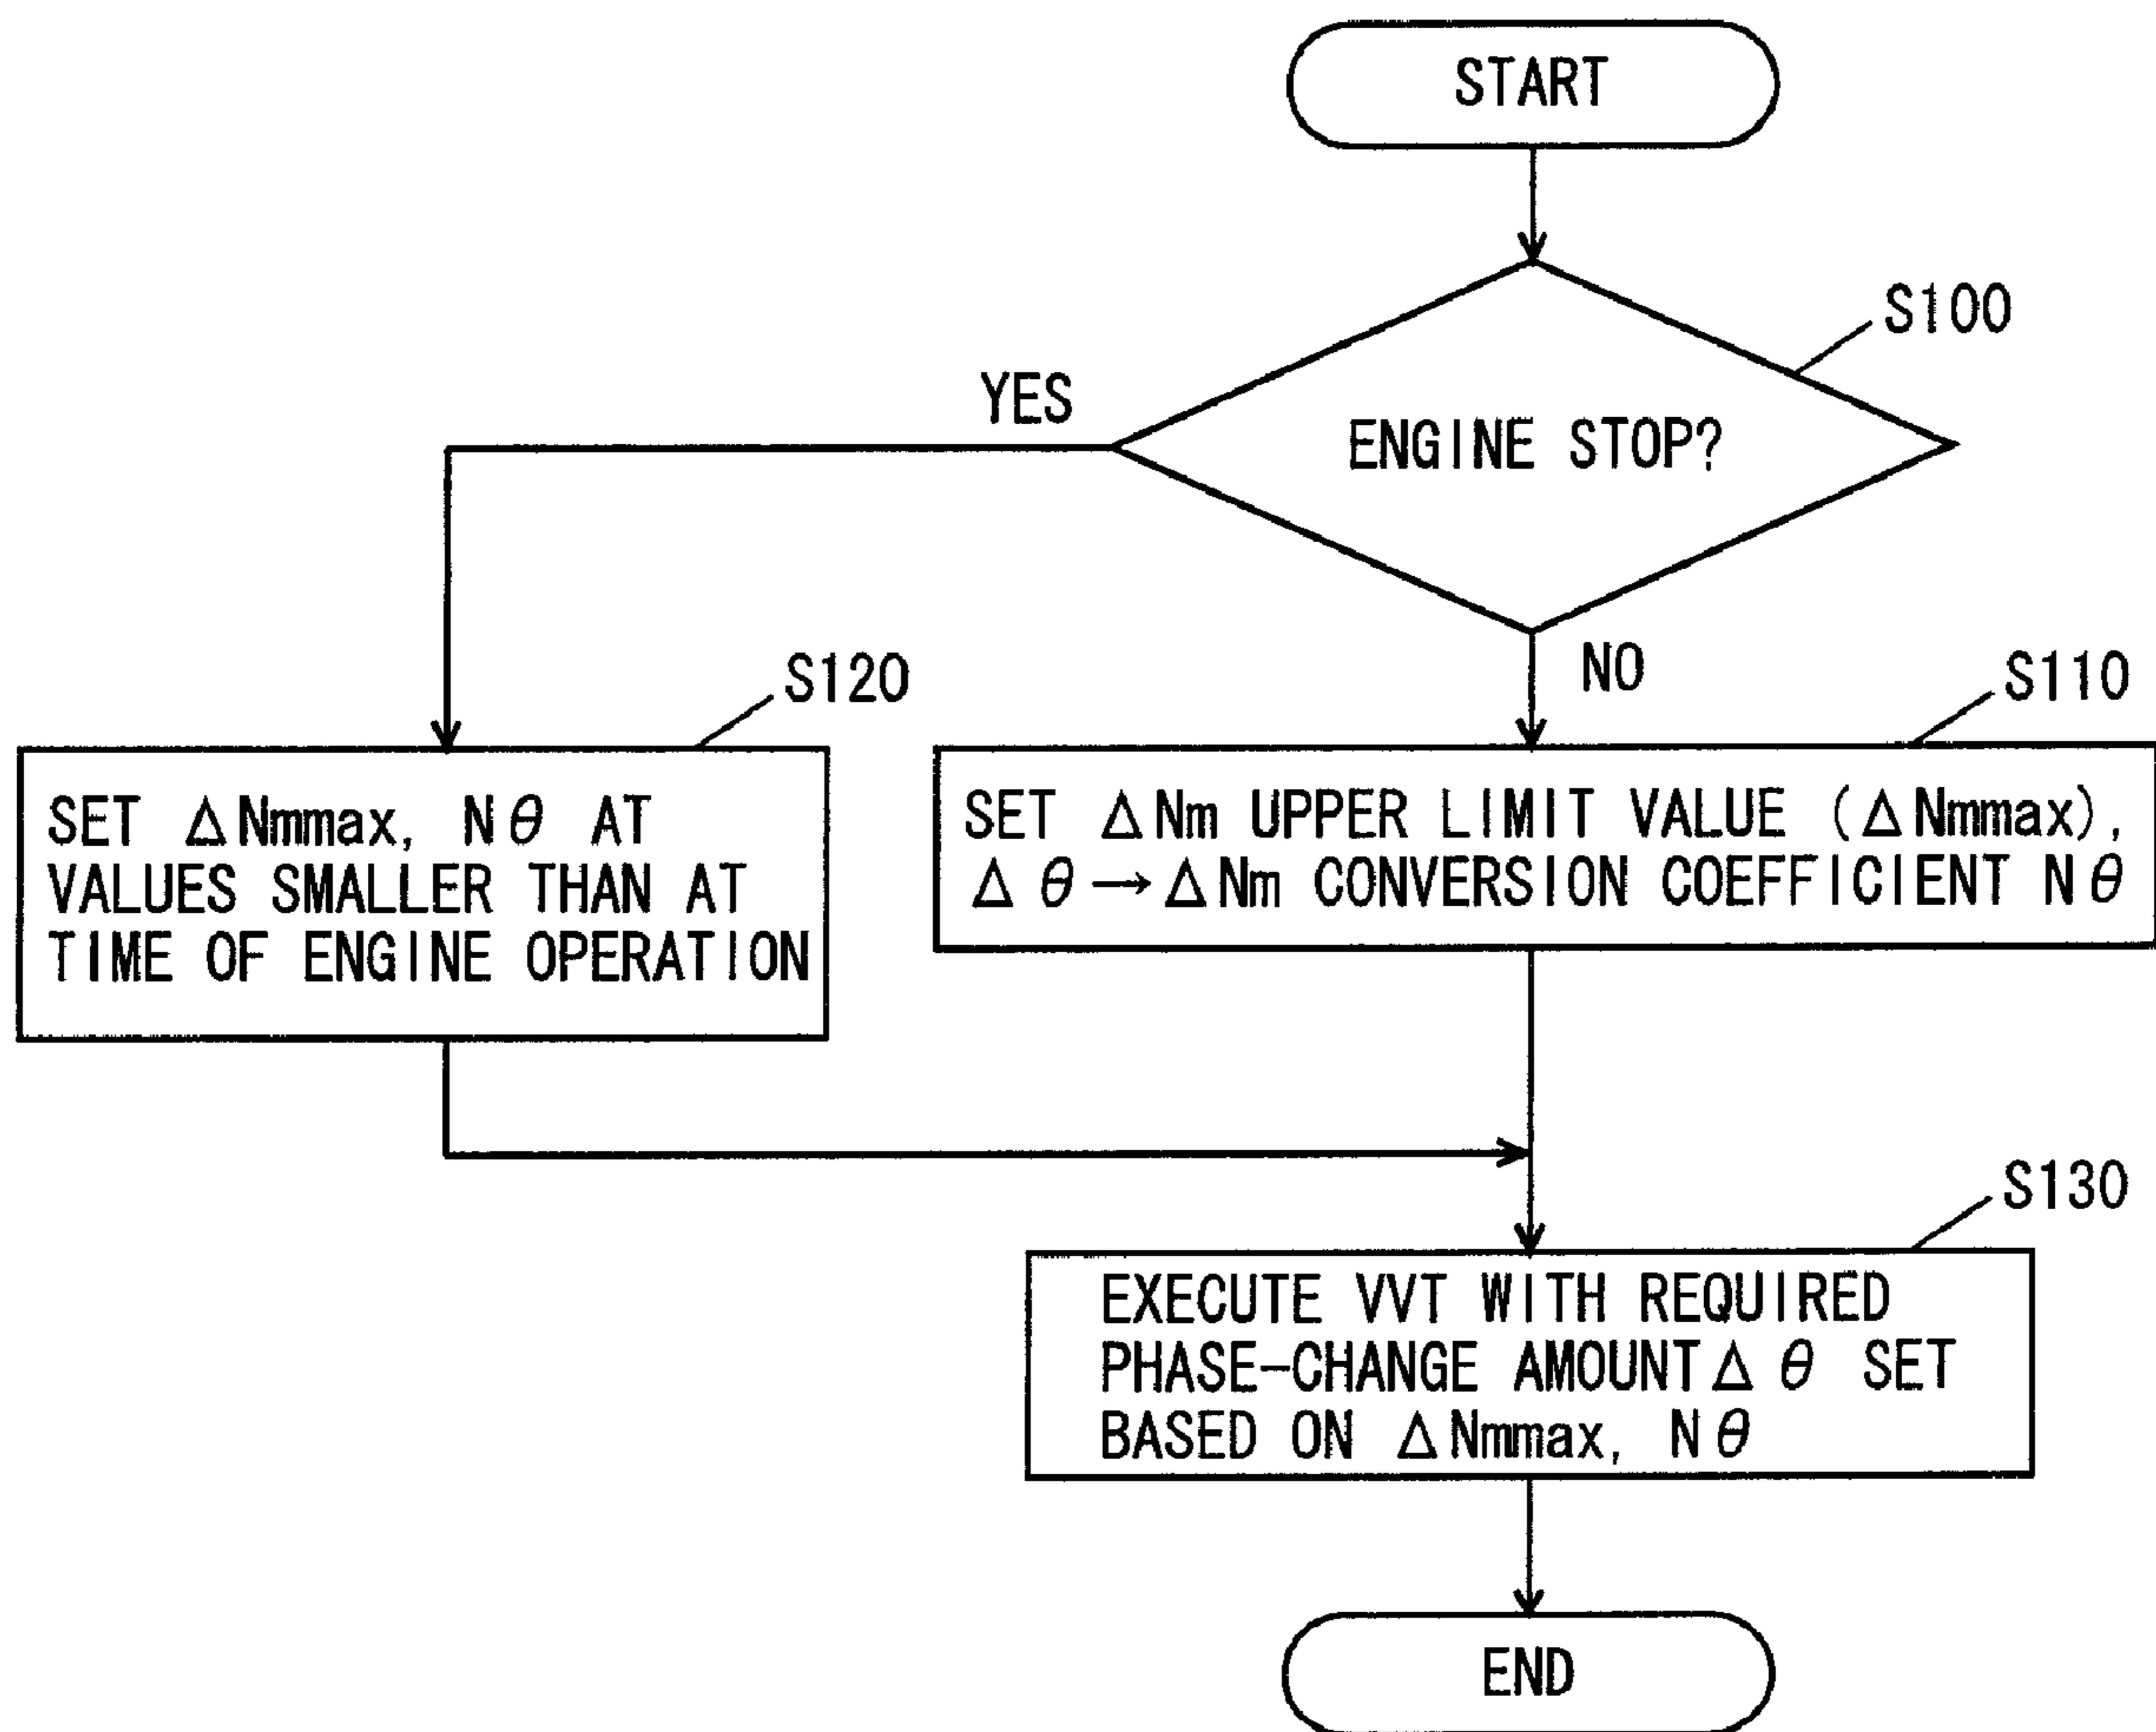 START
S100
YES
ENGINE STOP?
NO
S120
S110
SET ΔNmmax, Nθ AT
VALUES SMALLER THAN AT
TIME OF ENGINE OPERATION
SET ΔNm UPPER LIMIT VALUE (ΔNmmax),
Δθ→ΔNm CONVERSION COEFFICIENT Nθ
S130
EXECUTE VVT WITH REQUIRED
PHASE-CHANGE AMOUNT Δθ SET
BASED ON ΔNmmax, Nθ
END